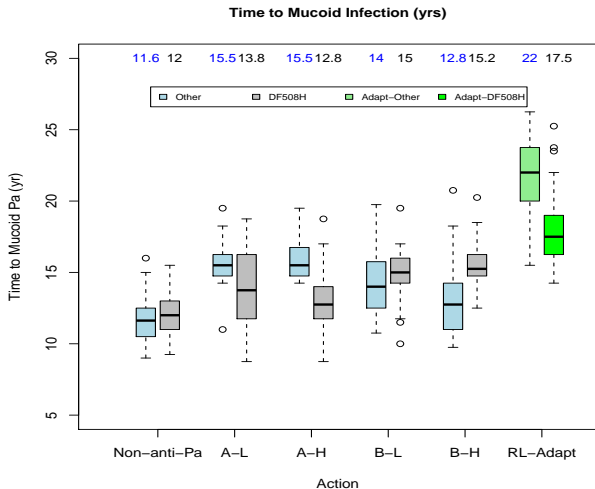 Time to Mucoid Infection (yrs)
11.6 12 15.5 13.8 15.5 12.8 14 15 12.8 15.2 22 17.5
Other DF508H Adapt−Other Adapt−DF508H
Time to Mucoid Pa (yr)
30
25
20
15
10
5
Non−anti−Pa A−L A−H B−L B−H RL−Adapt
Action